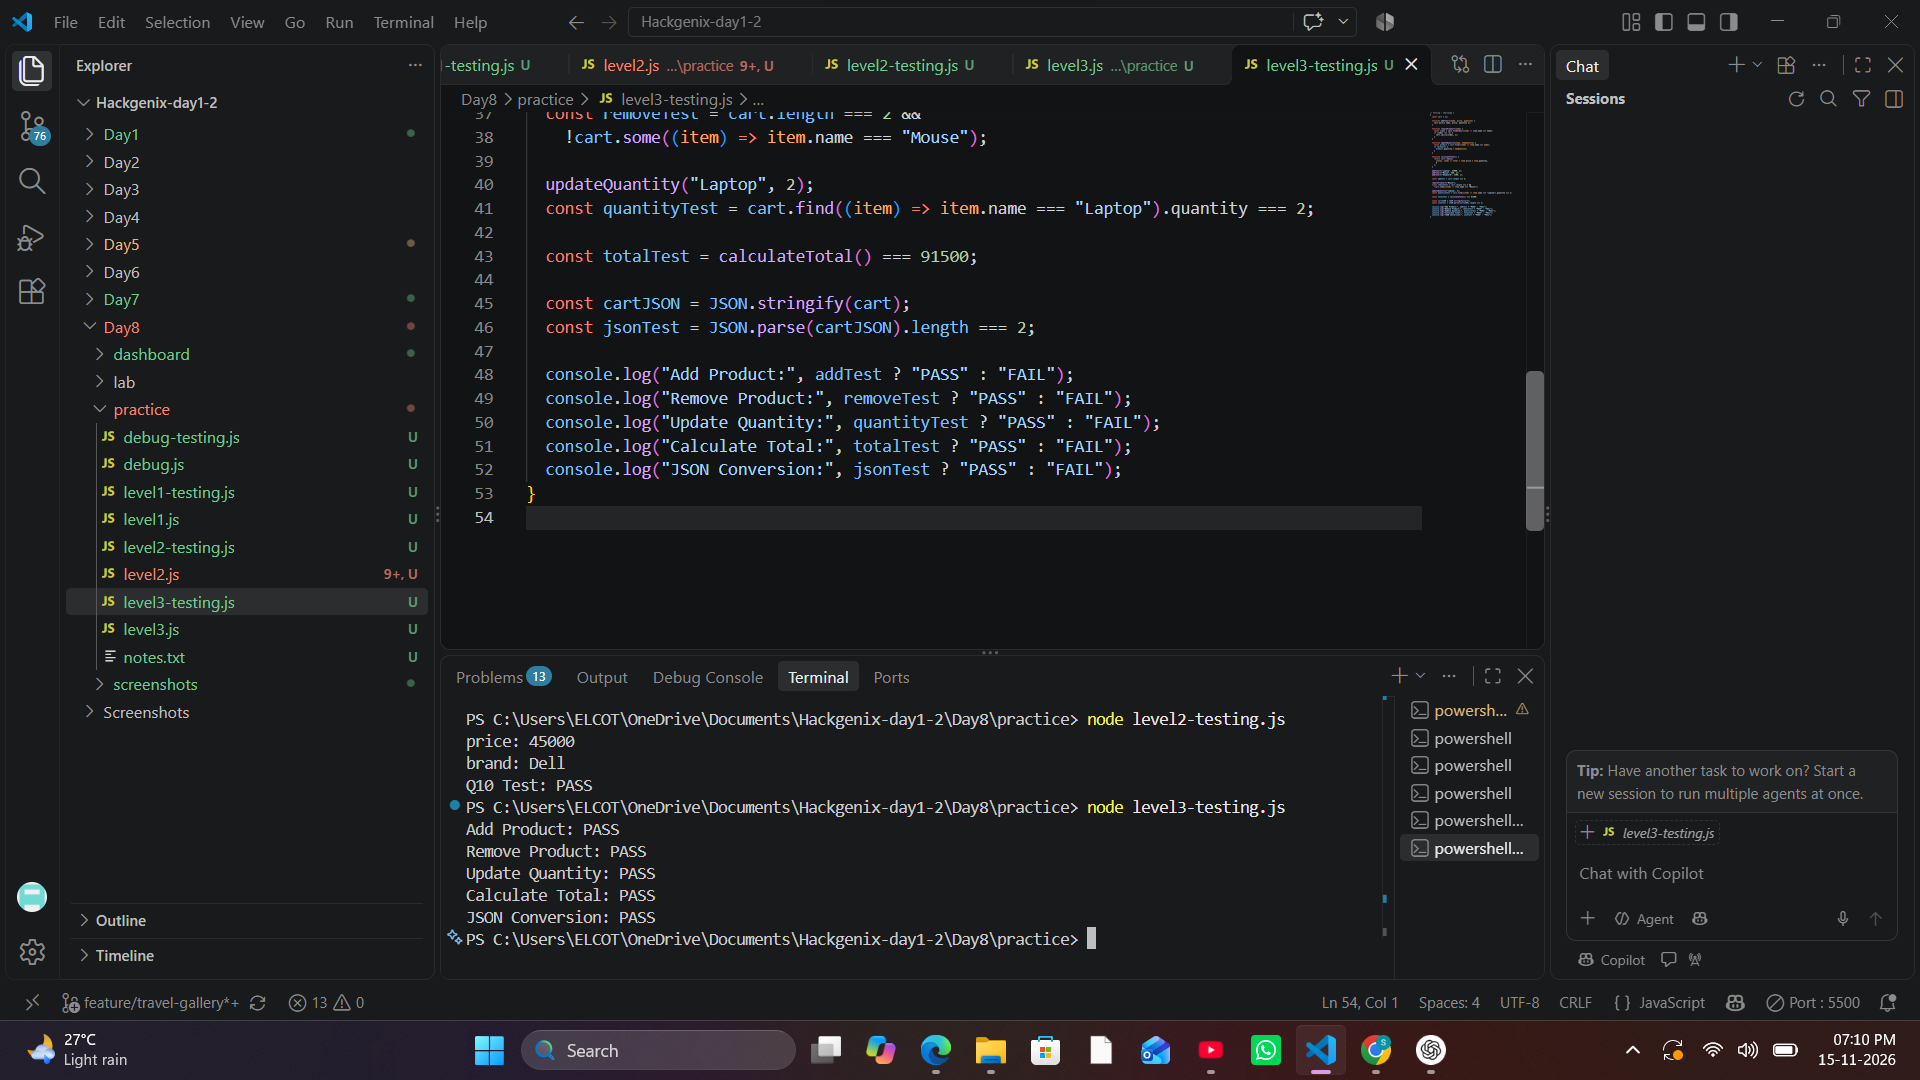 File Edit Selection View Go Run Terminal Help
Hackgenix-day1-2
Explorer
Hackgenix-day1-2
Day1
Day2
Day3
Day4
Day5
Day6
Day7
Day8
dashboard
lab
practice
JS debug-testing.js U
JS debug.js U
JS level1-testing.js U
JS level1.js U
JS level2-testing.js U
JS level2.js 9+, U
JS level3-testing.js U
JS level3.js U
notes.txt U
screenshots
Screenshots
Outline
Timeline
76
-testing.js U
JS level2.js ...\practice 9+, U
JS level2-testing.js U
JS level3.js ...\practice U
JS level3-testing.js U
Day8 > practice > JS level3-testing.js > ...
37 const removeTest = cart.length === 2 &&
38 !cart.some((item) => item.name === "Mouse");
39
40 updateQuantity("Laptop", 2);
41 const quantityTest = cart.find((item) => item.name === "Laptop").quantity === 2;
42
43 const totalTest = calculateTotal() === 91500;
44
45 const cartJSON = JSON.stringify(cart);
46 const jsonTest = JSON.parse(cartJSON).length === 2;
47
48 console.log("Add Product:", addTest ? "PASS" : "FAIL");
49 console.log("Remove Product:", removeTest ? "PASS" : "FAIL");
50 console.log("Update Quantity:", quantityTest ? "PASS" : "FAIL");
51 console.log("Calculate Total:", totalTest ? "PASS" : "FAIL");
52 console.log("JSON Conversion:", jsonTest ? "PASS" : "FAIL");
53 }
54
Problems 13 Output Debug Console Terminal Ports
PS C:\Users\ELCOT\OneDrive\Documents\Hackgenix-day1-2\Day8\practice> node level2-testing.js
price: 45000
brand: Dell
Q10 Test: PASS
PS C:\Users\ELCOT\OneDrive\Documents\Hackgenix-day1-2\Day8\practice> node level3-testing.js
Add Product: PASS
Remove Product: PASS
Update Quantity: PASS
Calculate Total: PASS
JSON Conversion: PASS
PS C:\Users\ELCOT\OneDrive\Documents\Hackgenix-day1-2\Day8\practice>
powersh...
powershell
powershell
powershell
powershell...
powershell...
Chat
Sessions
Tip: Have another task to work on? Start a
new session to run multiple agents at once.
JS level3-testing.js
Chat with Copilot
Agent
Copilot
feature/travel-gallery*+ 13 0
Ln 54, Col 1 Spaces: 4 UTF-8 CRLF { } JavaScript Port : 5500
27°C
Light rain
Search
07:10 PM
15-11-2026